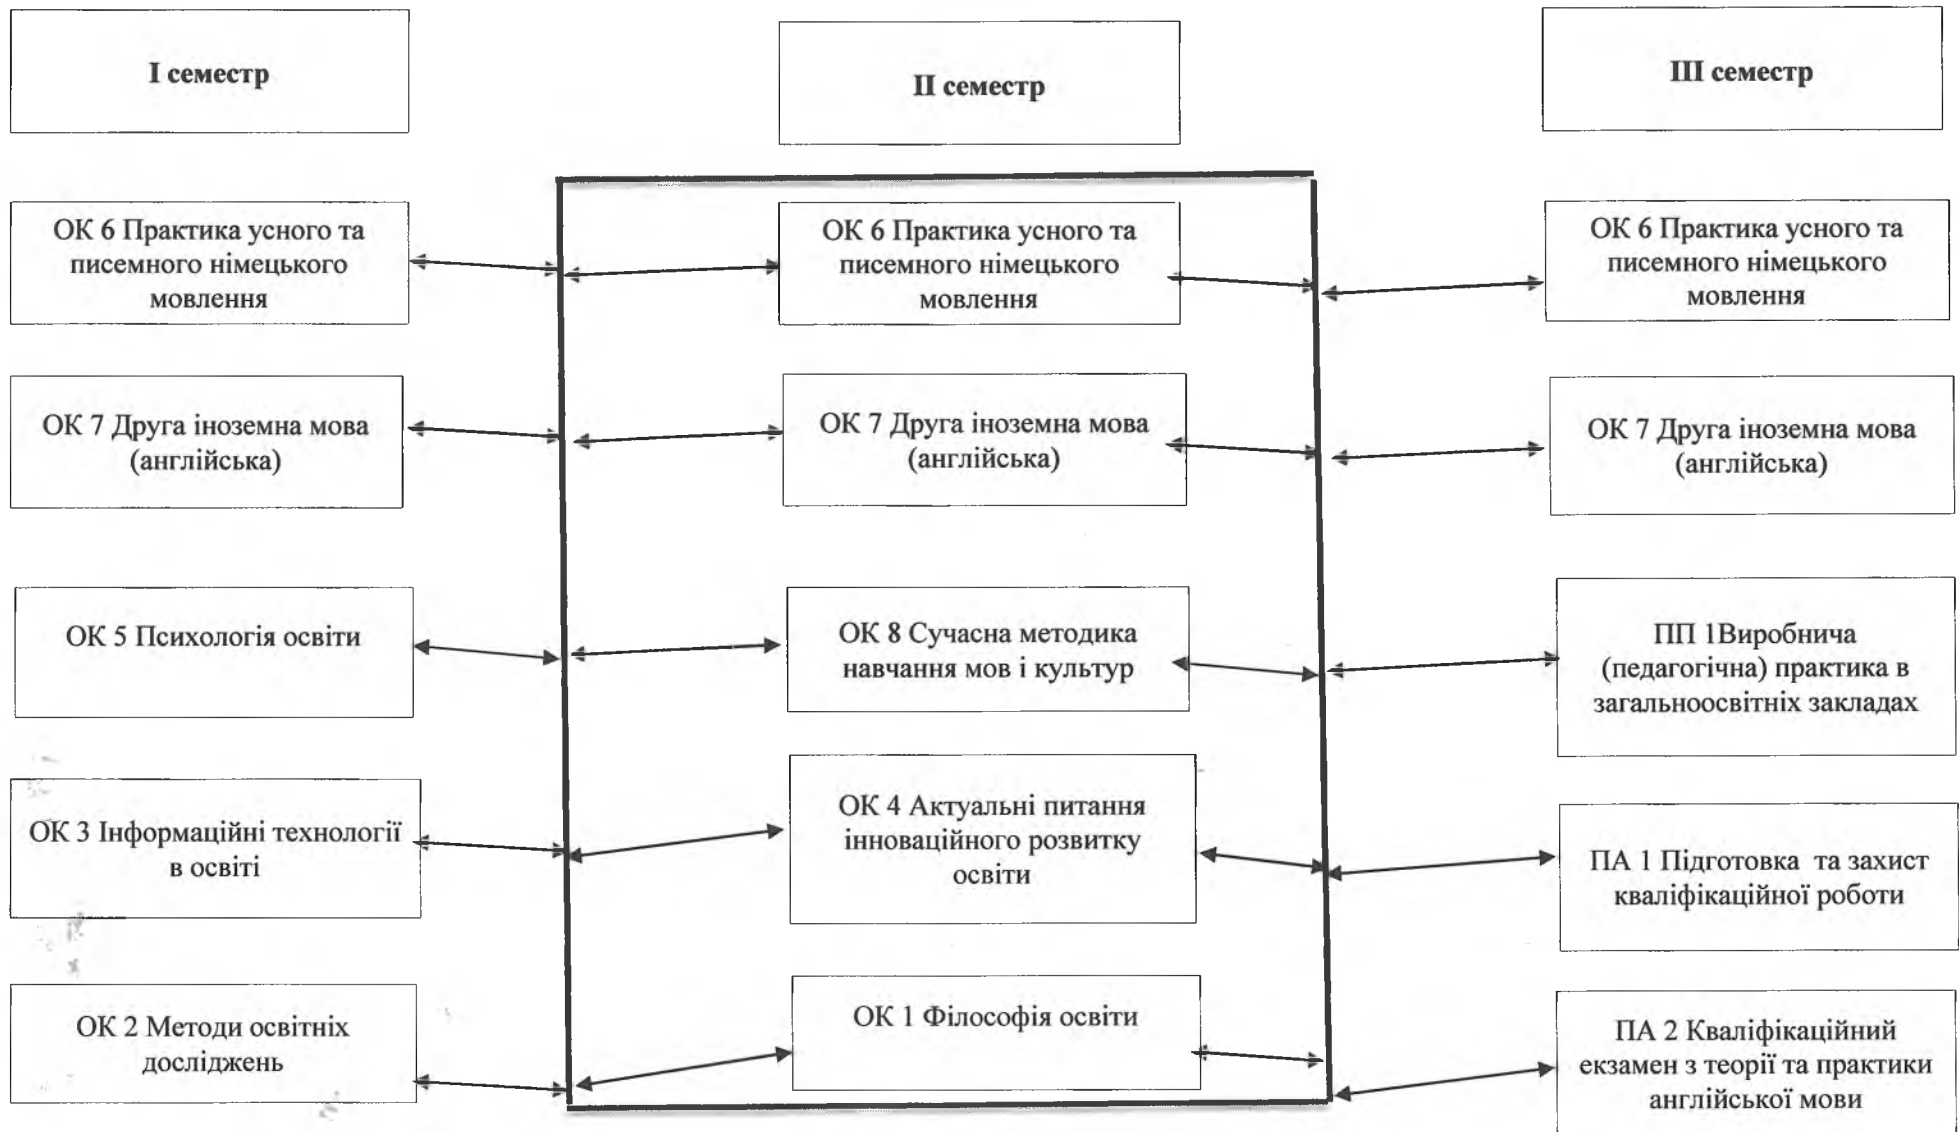 I семестр
II семестр
III семестр
ОК 6 Практика усного та
писемного німецького
мовлення
ОК 6 Практика усного та
писемного німецького
мовлення
ОК 6 Практика усного та
писемного німецького
мовлення
ОК 7 Друга іноземна мова
(англійська)
ОК 7 Друга іноземна мова
(англійська)
ОК 7 Друга іноземна мова
(англійська)
ОК 5 Психологія освіти
ОК 8 Сучасна методика
навчання мов і культур
ПП 1Виробнича
(педагогічна) практика в
загальноосвітніх закладах
ОК 3 Інформаційні технології
в освіті
ОК 4 Актуальні питання
інноваційного розвитку
освіти
ПА 1 Підготовка та захист
кваліфікаційної роботи
ОК 2 Методи освітніх
досліджень
ОК 1 Філософія освіти
ПА 2 Кваліфікаційний
екзамен з теорії та практики
англійської мови